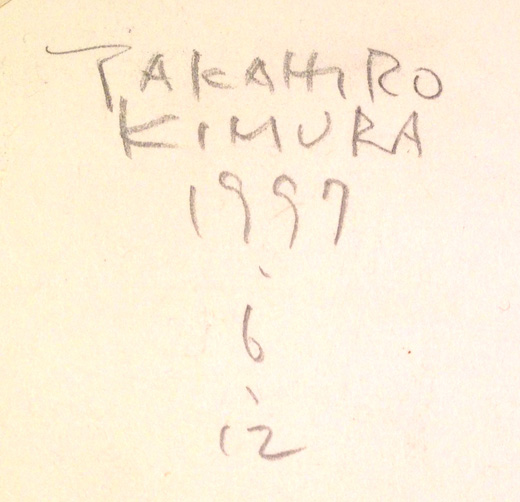 TAKAHIRO
KIMURA
1997
.
6
.
12